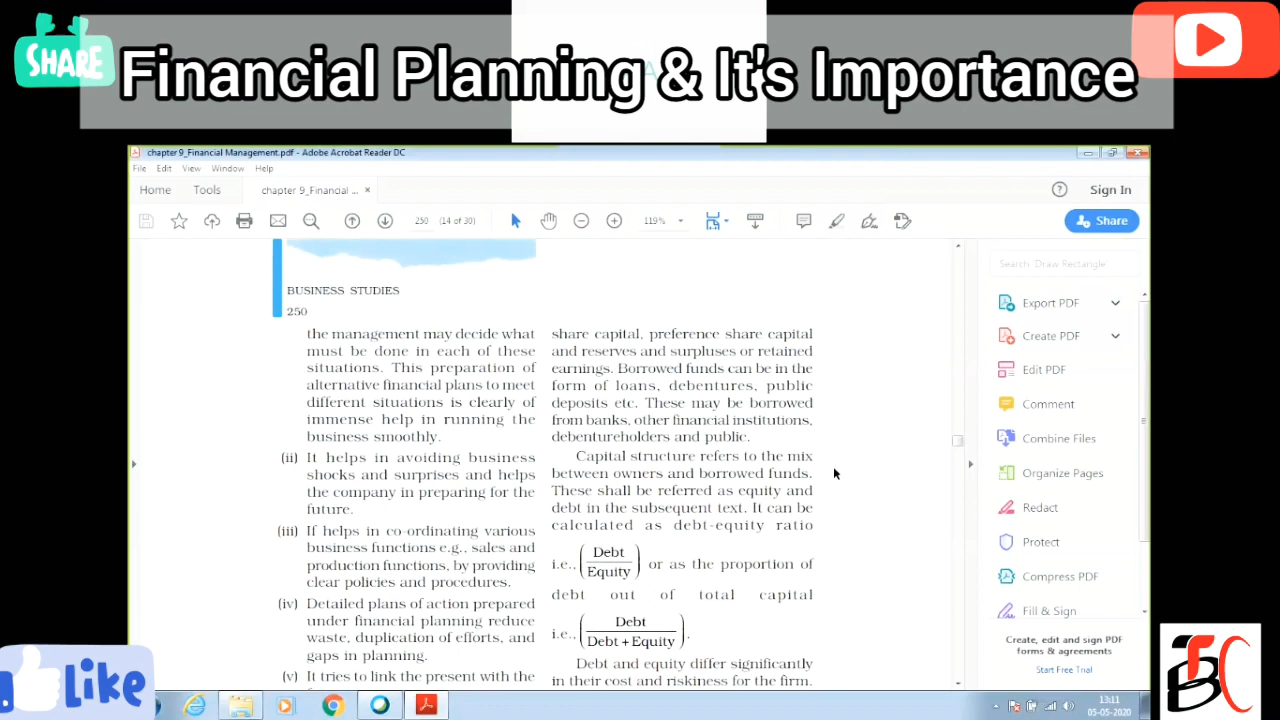 SHARE
Financial Planning & It's Importance
chapter 9_Financial Management.pdf - Adobe Acrobat Reader DC
File Edit View Window Help
Home Tools chapter 9_Financial ... ×
Sign In
250 (14 of 30) 119%
Share
BUSINESS STUDIES
250
the management may decide what
must be done in each of these
situations. This preparation of
alternative financial plans to meet
different situations is clearly of
immense help in running the
business smoothly.
(ii) It helps in avoiding business
shocks and surprises and helps
the company in preparing for the
future.
(iii) If helps in co-ordinating various
business functions e.g., sales and
production functions, by providing
clear policies and procedures.
(iv) Detailed plans of action prepared
under financial planning reduce
waste, duplication of efforts, and
gaps in planning.
(v) It tries to link the present with the
share capital, preference share capital
and reserves and surpluses or retained
earnings. Borrowed funds can be in the
form of loans, debentures, public
deposits etc. These may be borrowed
from banks, other financial institutions,
debentureholders and public.
Capital structure refers to the mix
between owners and borrowed funds.
These shall be referred as equity and
debt in the subsequent text. It can be
calculated as debt-equity ratio
i.e., (Debt / Equity) or as the proportion of
debt out of total capital
i.e., (Debt / Debt + Equity).
Debt and equity differ significantly
in their cost and riskiness for the firm.
Search 'Draw Rectangle'
Export PDF
Create PDF
Edit PDF
Comment
Combine Files
Organize Pages
Redact
Protect
Compress PDF
Fill & Sign
Create, edit and sign PDF
forms & agreements
Start Free Trial
Like
13:11
05-05-2020